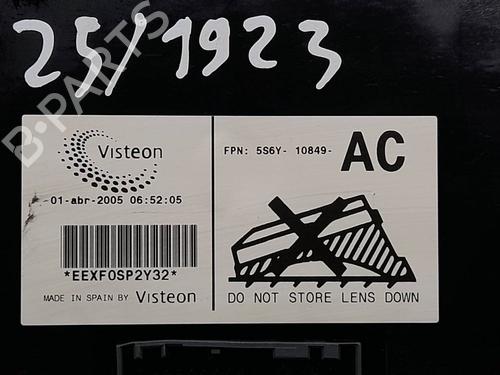 25/1923
B-PARTS
Visteon
01-abr-2005 06:52:05
*EEXF0SP2Y32*
MADE IN SPAIN BY Visteon
FPN: 5S6Y- 10849- AC
DO NOT STORE LENS DOWN